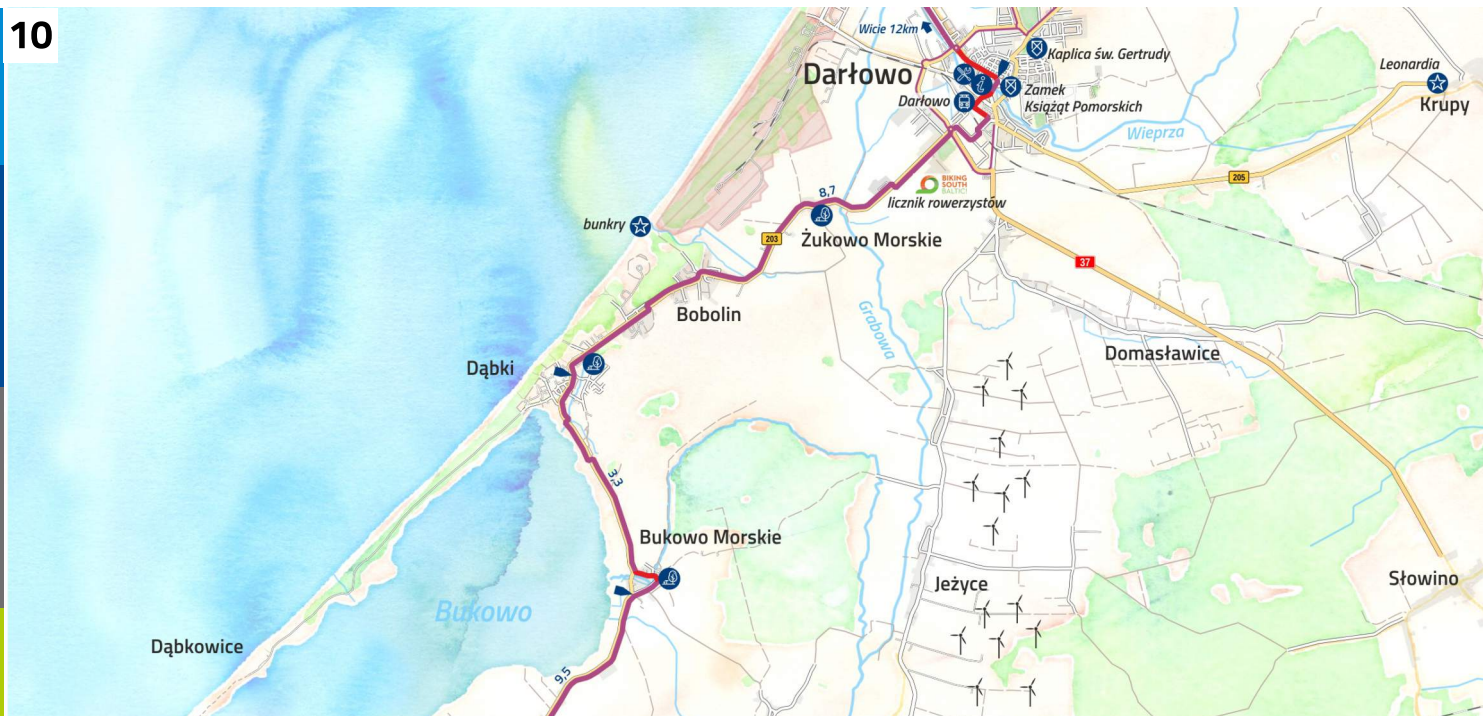 10
Wicie 12km
Kaplica św. Gertrudy
Darłowo
Leonardia
Zamek
Książąt Pomorskich
Darłowo
Krupy
Wieprza
205
BIKING
SOUTH
BALTIC!
licznik rowerzystów
8,7
bunkry
203
Żukowo Morskie
37
Bobolin
Grabowa
Domasławice
Dąbki
3,3
Bukowo Morskie
Jeżyce
Słowino
Bukowo
Dąbkowice
9,5